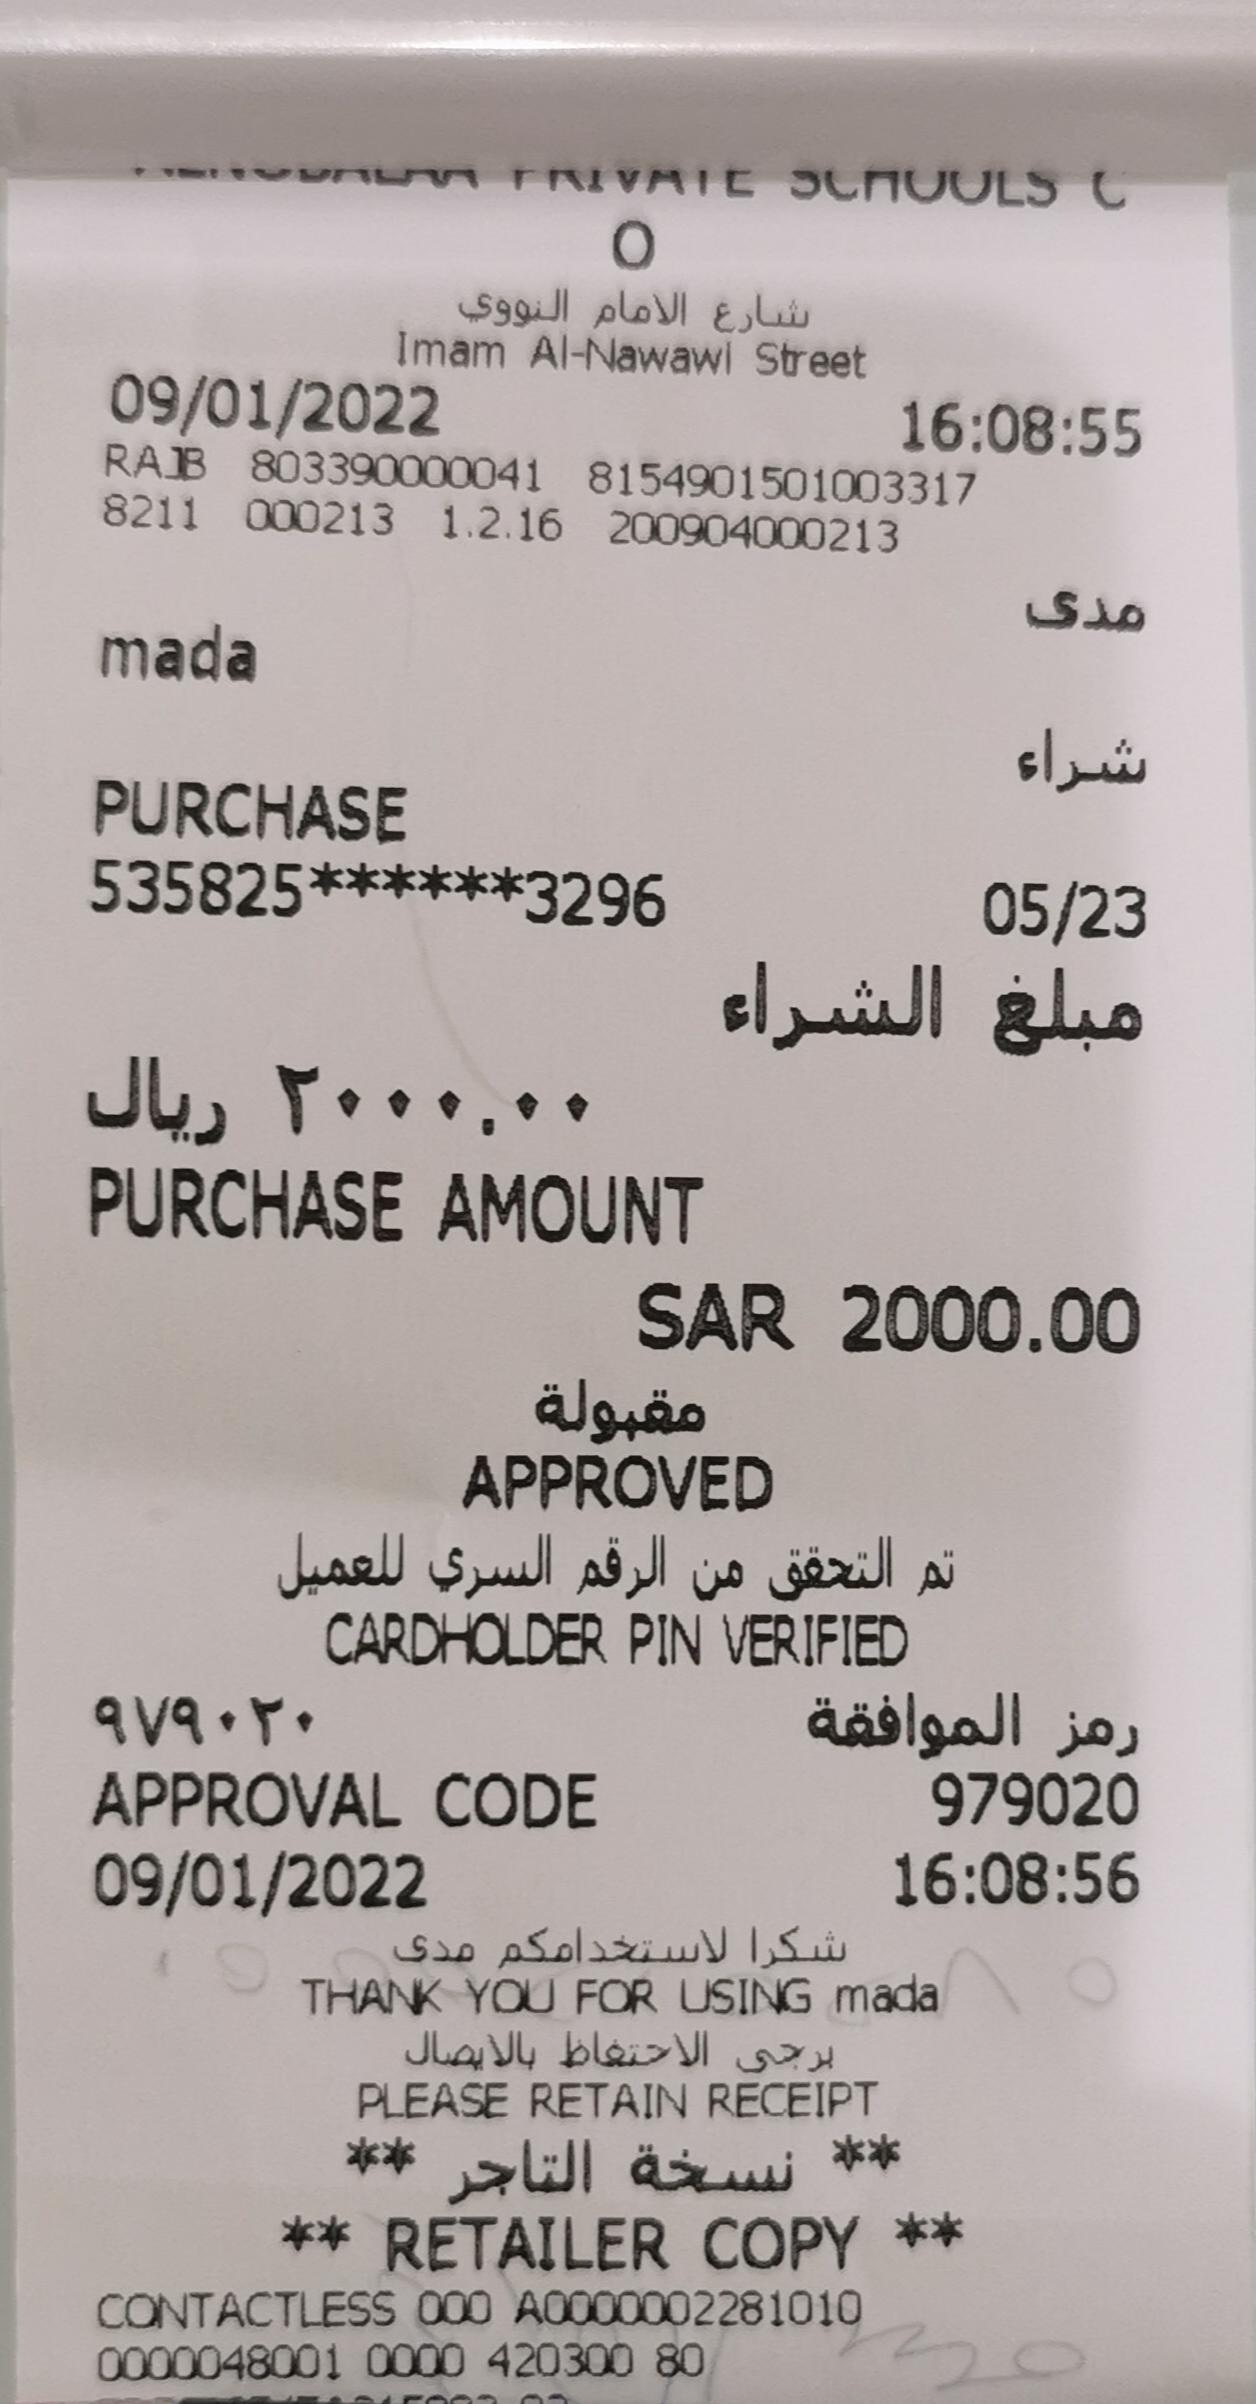 PRIVATE SCHOOLS C
O
شارع الامام النووي
Imam Al-Nawawi Street
09/01/2022 16:08:55
RAJB 803390000041 8154901501003317
8211 000213 1.2.16 200904000213
مدى
mada
شراء
PURCHASE
535825******3296 05/23
مبلغ الشراء
٢٠٠٠.٠٠ ريال
PURCHASE AMOUNT
SAR 2000.00
مقبولة
APPROVED
تم التحقق من الرقم السري للعميل
CARDHOLDER PIN VERIFIED
رمز الموافقة ٩٧٩٠٢٠
APPROVAL CODE 979020
09/01/2022 16:08:56
شكرا لاستخدامكم مدى
THANK YOU FOR USING mada
يرجى الاحتفاظ بالايصال
PLEASE RETAIN RECEIPT
** نسخة التاجر **
** RETAILER COPY **
CONTACTLESS 000 A0000002281010
0000048001 0000 420300 80